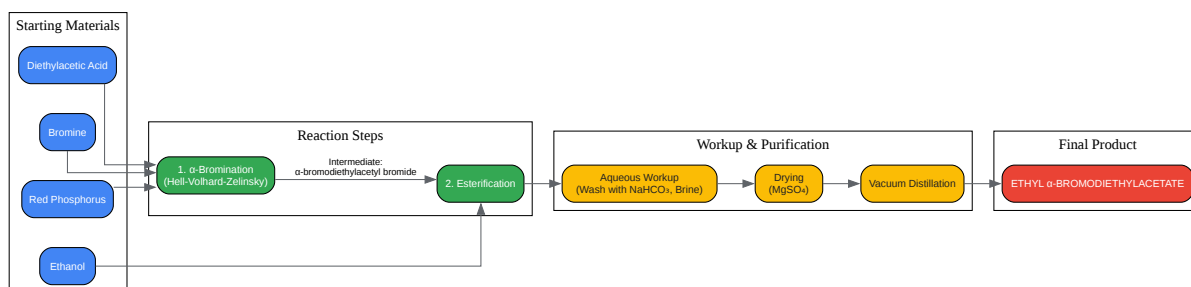 Starting Materials
Diethylacetic Acid
Bromine
Red Phosphorus
Ethanol
Reaction Steps
1. α-Bromination
(Hell-Volhard-Zelinsky)
Intermediate:
α-bromodiethylacetyl bromide
2. Esterification
Workup & Purification
Aqueous Workup
(Wash with NaHCO₃, Brine)
Drying
(MgSO₄)
Vacuum Distillation
Final Product
ETHYL α-BROMODIETHYLACETATE